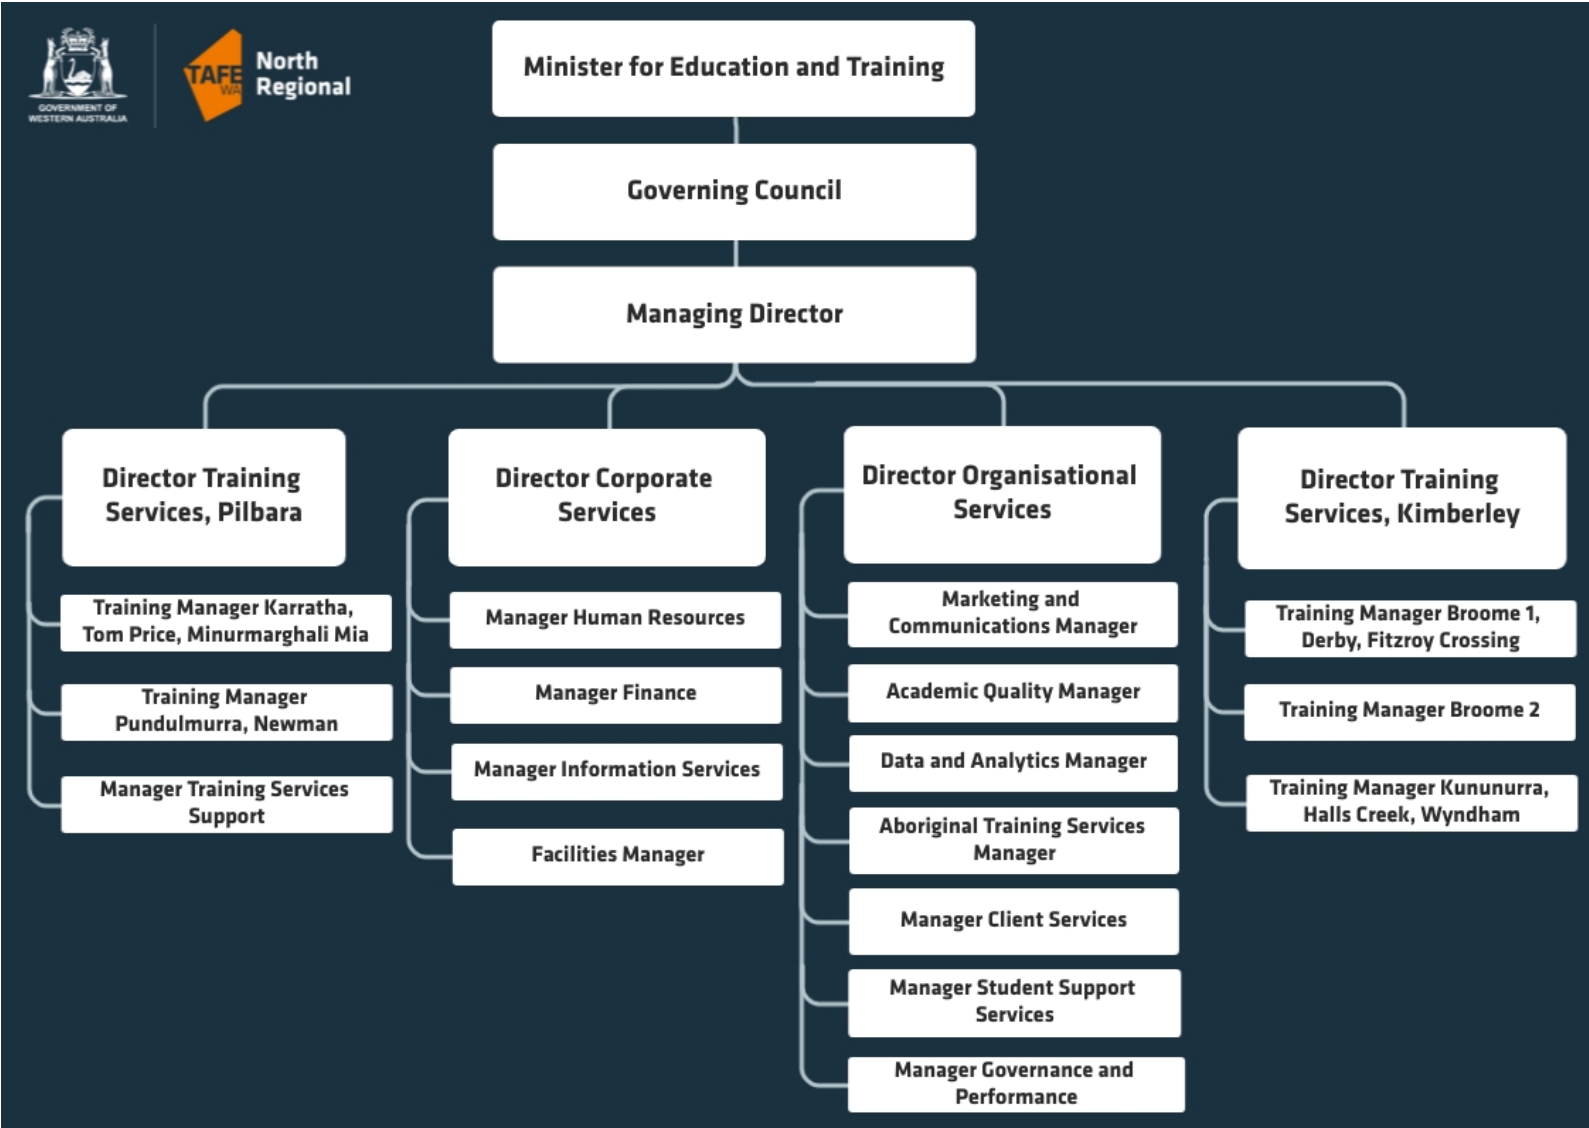 GOVERNMENT OF
WESTERN AUSTRALIA
TAFE
WA
North
Regional
Minister for Education and Training
Governing Council
Managing Director
Director Training
Services, Pilbara
Training Manager Karratha,
Tom Price, Minurmarghali Mia
Training Manager
Pundulmurra, Newman
Manager Training Services
Support
Director Corporate
Services
Manager Human Resources
Manager Finance
Manager Information Services
Facilities Manager
Director Organisational
Services
Marketing and
Communications Manager
Academic Quality Manager
Data and Analytics Manager
Aboriginal Training Services
Manager
Manager Client Services
Manager Student Support
Services
Manager Governance and
Performance
Director Training
Services, Kimberley
Training Manager Broome 1,
Derby, Fitzroy Crossing
Training Manager Broome 2
Training Manager Kununurra,
Halls Creek, Wyndham